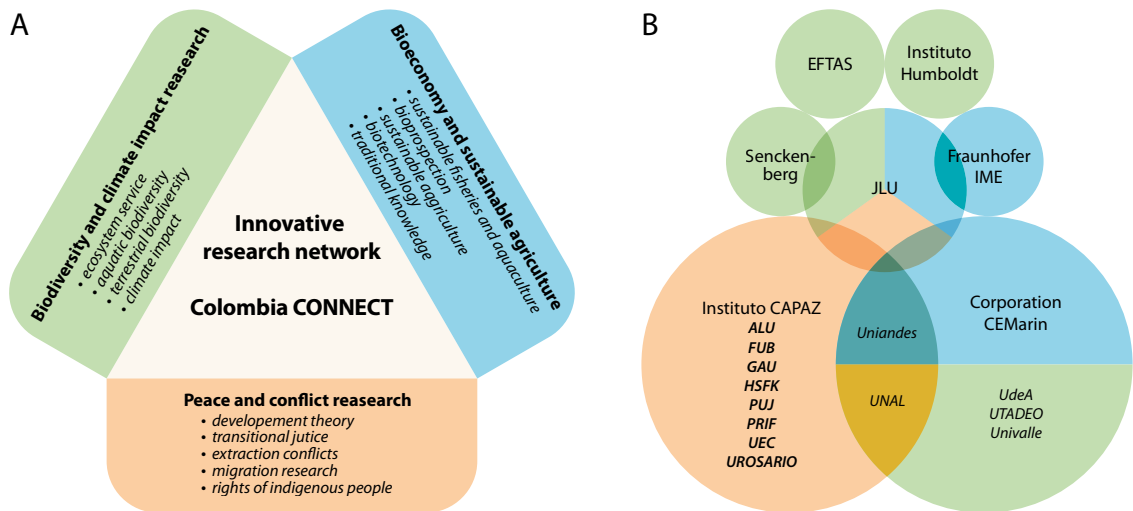 A
Biodiversity and climate impact reasearch
• ecosystem service
• aquatic biodiversity
• terrestrial biodiversity
• climate impact
Bioeconomy and sustainable agriculture
• sustainable fisheries and aquaculture
• bioprospection
• sustainable aggriculture
• biotechnology
• traditional knowledge
Innovative
research network
Colombia CONNECT
Peace and conflict reasearch
• developement theory
• transitional jutice
• extraction conflicts
• migration research
• rights of indigenous people
B
EFTAS
Instituto
Humboldt
Sencken-
berg
JLU
Fraunhofer
IME
Instituto CAPAZ
ALU
FUB
GAU
HSFK
PUJ
PRIF
UEC
UROSARIO
Uniandes
UNAL
Corporation
CEMarin
UdeA
UTADEO
Univalle